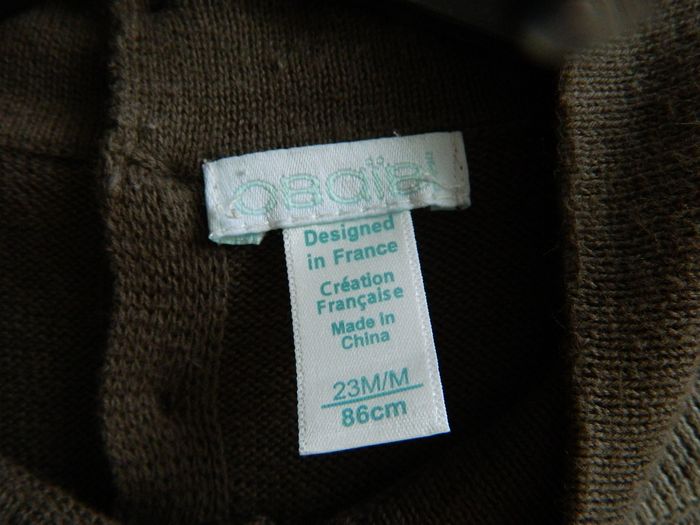 obaïbi
Designed
in France
Création
Française
Made in
China
23M/M
86cm